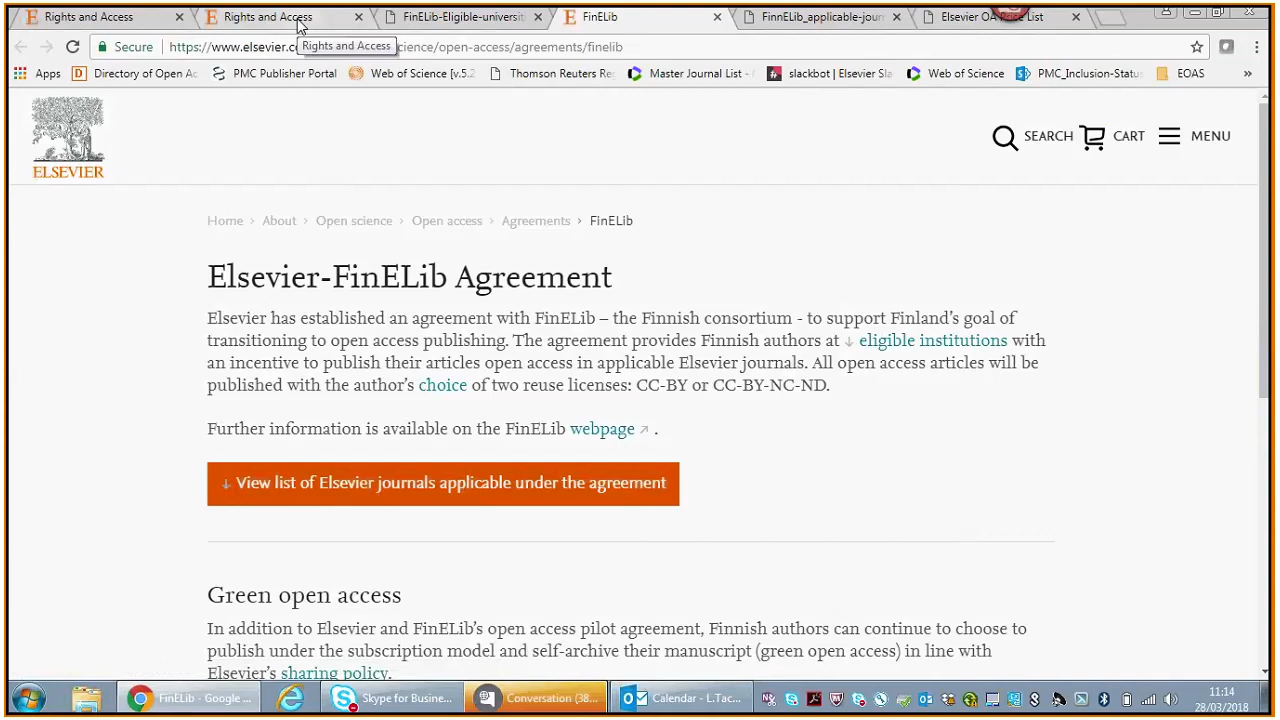 Rights and Access
Rights and Access
FinELib-Eligible-universit
FinELib
FinnELib_applicable-jour
Elsevier OA Price List
Secure
https://www.elsevier.co
cience/open-access/agreements/finelib
Rights and Access
Apps
Directory of Open Ac
PMC Publisher Portal
Web of Science [v.5.2
Thomson Reuters Re
Master Journal List -
slackbot | Elsevier Sla
Web of Science
PMC_Inclusion-Status
EOAS
ELSEVIER
SEARCH
CART
MENU
Home > About > Open science > Open access > Agreements > FinELib
Elsevier-FinELib Agreement
Elsevier has established an agreement with FinELib – the Finnish consortium - to support Finland's goal of
transitioning to open access publishing. The agreement provides Finnish authors at ↓ eligible institutions with
an incentive to publish their articles open access in applicable Elsevier journals. All open access articles will be
published with the author's choice of two reuse licenses: CC-BY or CC-BY-NC-ND.
Further information is available on the FinELib webpage ↗ .
↓ View list of Elsevier journals applicable under the agreement
Green open access
In addition to Elsevier and FinELib's open access pilot agreement, Finnish authors can continue to choose to
publish under the subscription model and self-archive their manuscript (green open access) in line with
Elsevier's sharing policy.
FinELib - Google ...
Skype for Busine...
Conversation (38...
Calendar - L.Tac...
11:14
28/03/2018